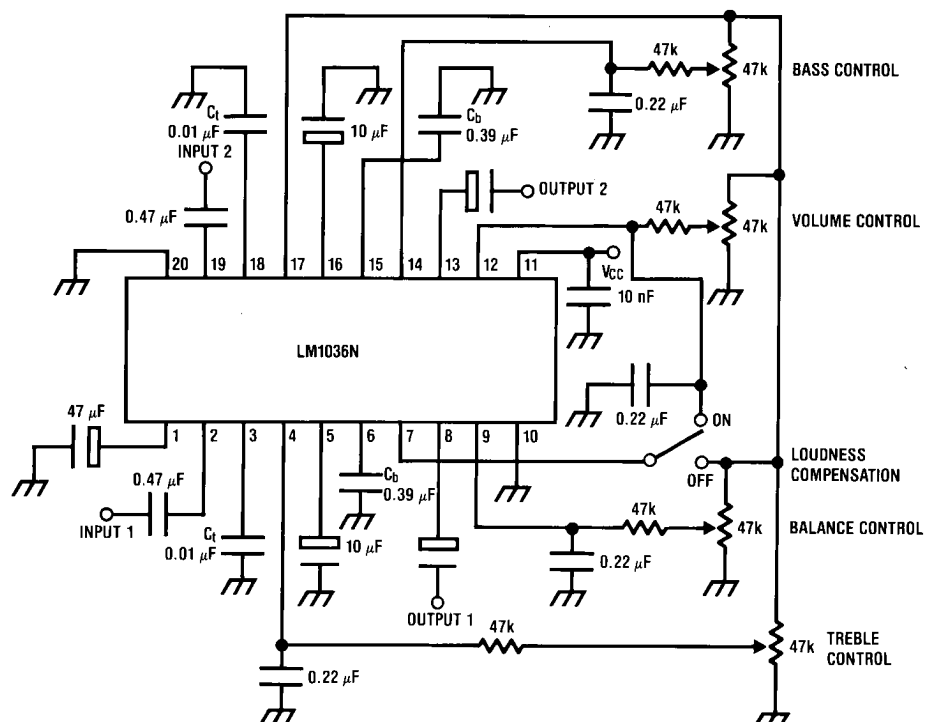 47k
47k
BASS CONTROL
0.22 µF
Ct
0.01 µF
10 µF
Cb
0.39 µF
INPUT 2
OUTPUT 2
0.47 µF
47k
47k
VOLUME CONTROL
20 19 18 17 16 15 14 13 12 11
VCC
10 nF
LM1036N
0.22 µF
ON
47 µF
1 2 3 4 5 6 7 8 9 10
OFF
LOUDNESS
COMPENSATION
0.47 µF
INPUT 1
Ct
0.01 µF
10 µF
Cb
0.39 µF
47k
47k
BALANCE CONTROL
0.22 µF
OUTPUT 1
47k
47k
TREBLE
CONTROL
0.22 µF